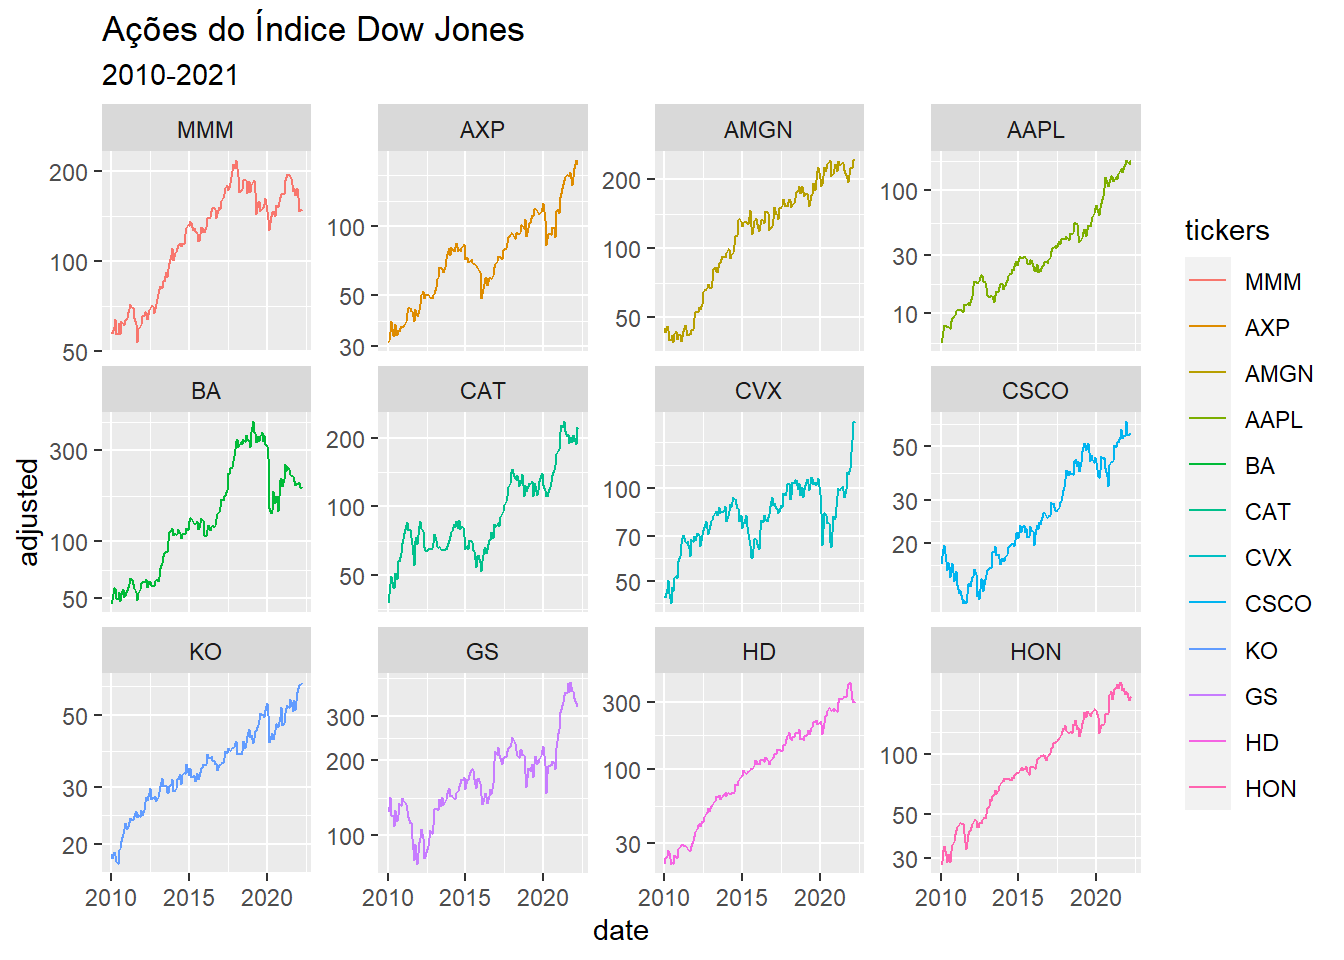 Ações do Índice Dow Jones
2010-2021
MMM AXP AMGN AAPL
200 100 50
100 50 30
200 100 50
100 30 10
BA CAT CVX CSCO
300 100 50
200 100 50
100 70 50
50 30 20
KO GS HD HON
50 30 20
300 200 100
300 100 30
100 50 30
2010 2015 2020 2010 2015 2020 2010 2015 2020 2010 2015 2020
date
adjusted
tickers
MMM
AXP
AMGN
AAPL
BA
CAT
CVX
CSCO
KO
GS
HD
HON